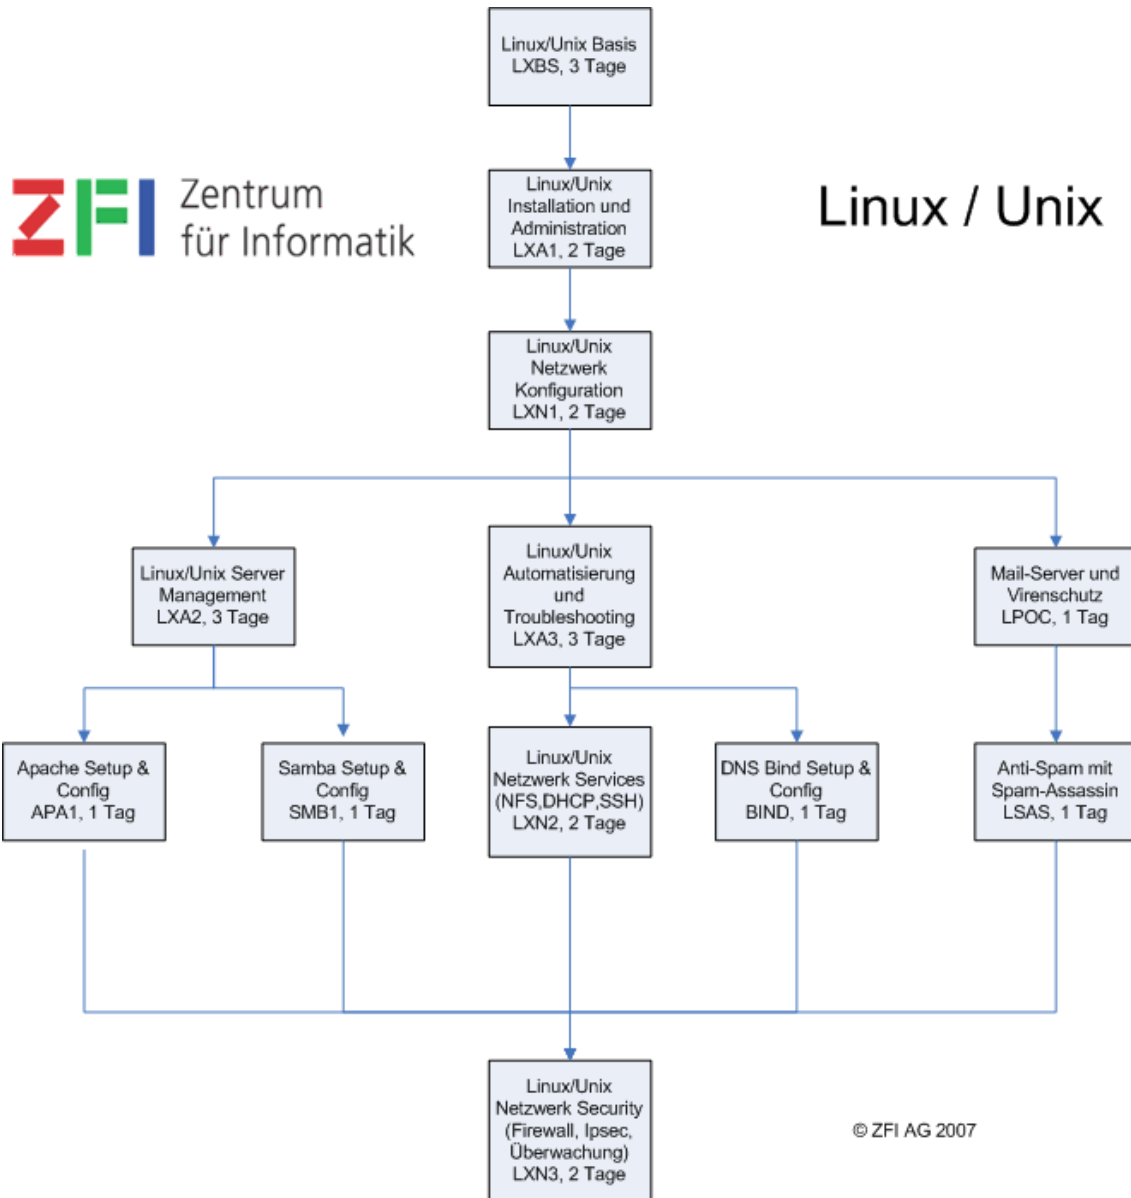 Linux/Unix Basis
LXBS, 3 Tage
ZFI
Zentrum
für Informatik
Linux / Unix
Linux/Unix
Installation und
Administration
LXA1, 2 Tage
Linux/Unix
Netzwerk
Konfiguration
LXN1, 2 Tage
Linux/Unix Server
Management
LXA2, 3 Tage
Linux/Unix
Automatisierung
und
Troubleshooting
LXA3, 3 Tage
Mail-Server und
Virenschutz
LPOC, 1 Tag
Apache Setup &
Config
APA1, 1 Tag
Samba Setup &
Config
SMB1, 1 Tag
Linux/Unix
Netzwerk Services
(NFS,DHCP,SSH)
LXN2, 2 Tage
DNS Bind Setup &
Config
BIND, 1 Tag
Anti-Spam mit
Spam-Assassin
LSAS, 1 Tag
Linux/Unix
Netzwerk Security
(Firewall, Ipsec,
Überwachung)
LXN3, 2 Tage
© ZFI AG 2007